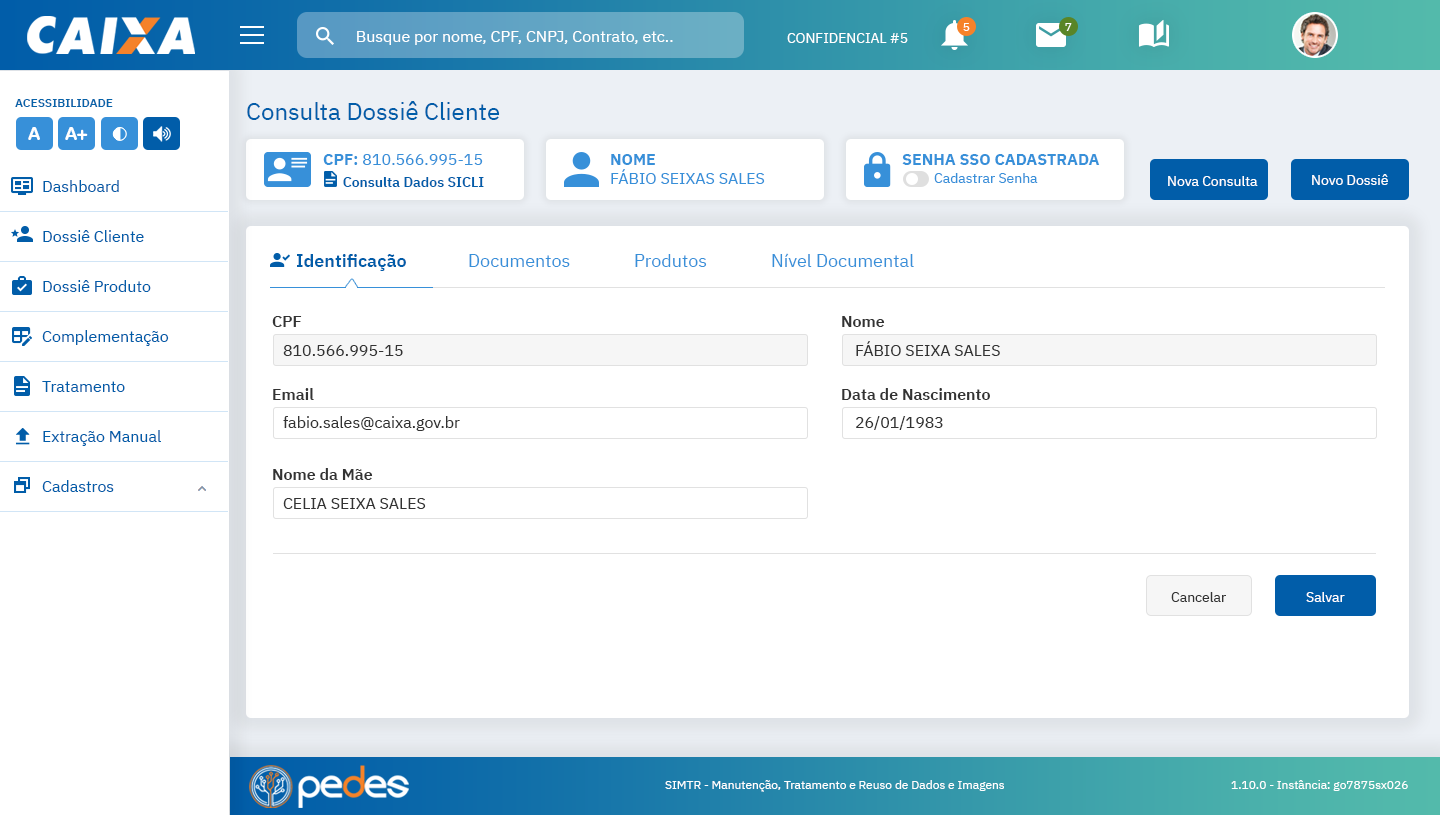 CAIXA
Busque por nome, CPF, CNPJ, Contrato, etc..
CONFIDENCIAL #5
5
7
ACESSIBILIDADE
A
A+
Dashboard
Dossiê Cliente
Dossiê Produto
Complementação
Tratamento
Extração Manual
Cadastros
Consulta Dossiê Cliente
CPF: 810.566.995-15
Consulta Dados SICLI
NOME
FÁBIO SEIXAS SALES
SENHA SSO CADASTRADA
Cadastrar Senha
Nova Consulta
Novo Dossiê
Identificação
Documentos
Produtos
Nível Documental
CPF
810.566.995-15
Nome
FÁBIO SEIXA SALES
Email
fabio.sales@caixa.gov.br
Data de Nascimento
26/01/1983
Nome da Mãe
CELIA SEIXA SALES
Cancelar
Salvar
pedes
SIMTR - Manutenção, Tratamento e Reuso de Dados e Imagens
1.10.0 - Instância: go7875sx026